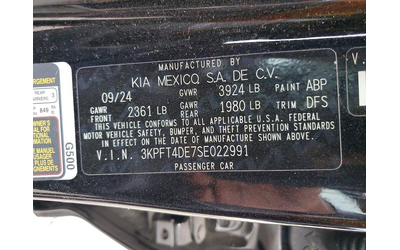 MANUFACTURED BY
KIA MEXICO, S.A. DE C.V.
09/24 GVWR 3924 LB PAINT ABP
GAWR FRONT 2361 LB GAWR REAR 1980 LB TRIM DFS
THIS VEHICLE CONFORMS TO ALL APPLICABLE U.S. FEDERAL
MOTOR VEHICLE SAFETY, BUMPER, AND THEFT PREVENTION
STANDARDS IN EFFECT ON THE DATE OF MANUFACTURE SHOWN ABOVE.
V.I.N. 3KPFT4DE7SE022991
PASSENGER CAR
G500